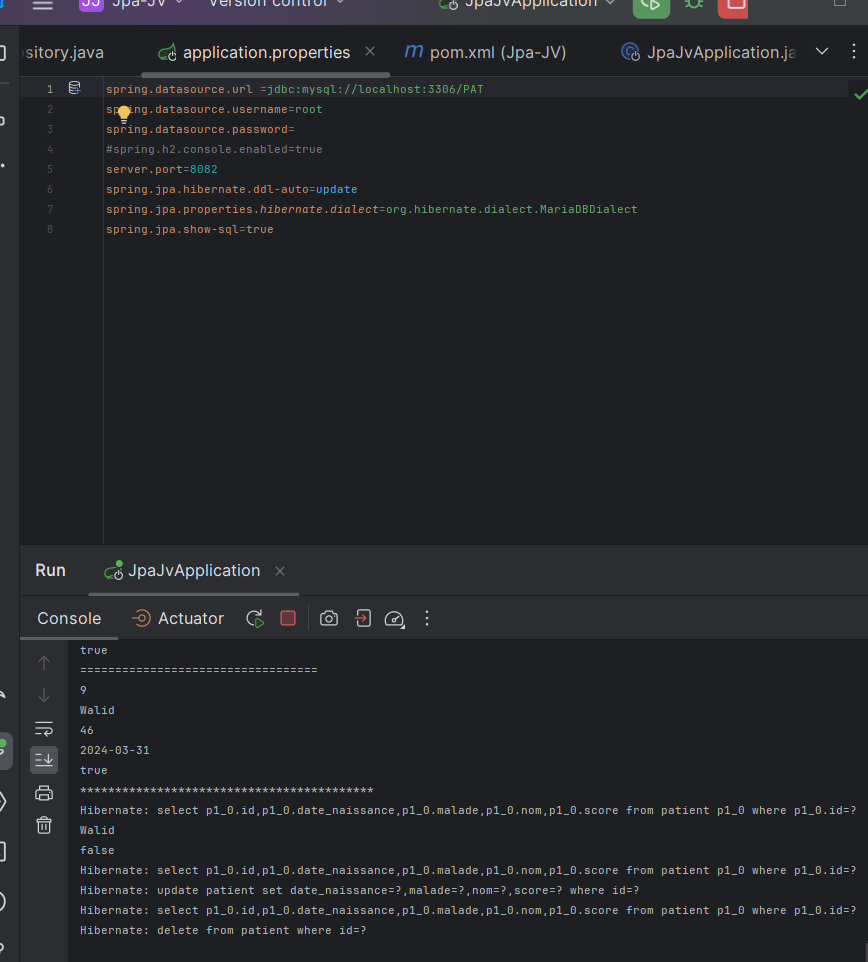 JJ Jpa-JV Version control JpaJvApplication
sitory.java application.properties pom.xml (Jpa-JV) JpaJvApplication.ja
1 spring.datasource.url =jdbc:mysql://localhost:3306/PAT
2 spring.datasource.username=root
3 spring.datasource.password=
4 #spring.h2.console.enabled=true
5 server.port=8082
6 spring.jpa.hibernate.ddl-auto=update
7 spring.jpa.properties.hibernate.dialect=org.hibernate.dialect.MariaDBDialect
8 spring.jpa.show-sql=true
Run JpaJvApplication
Console Actuator
true
==================================
9
Walid
46
2024-03-31
true
******************************************
Hibernate: select p1_0.id,p1_0.date_naissance,p1_0.malade,p1_0.nom,p1_0.score from patient p1_0 where p1_0.id=?
Walid
false
Hibernate: select p1_0.id,p1_0.date_naissance,p1_0.malade,p1_0.nom,p1_0.score from patient p1_0 where p1_0.id=?
Hibernate: update patient set date_naissance=?,malade=?,nom=?,score=? where id=?
Hibernate: select p1_0.id,p1_0.date_naissance,p1_0.malade,p1_0.nom,p1_0.score from patient p1_0 where p1_0.id=?
Hibernate: delete from patient where id=?